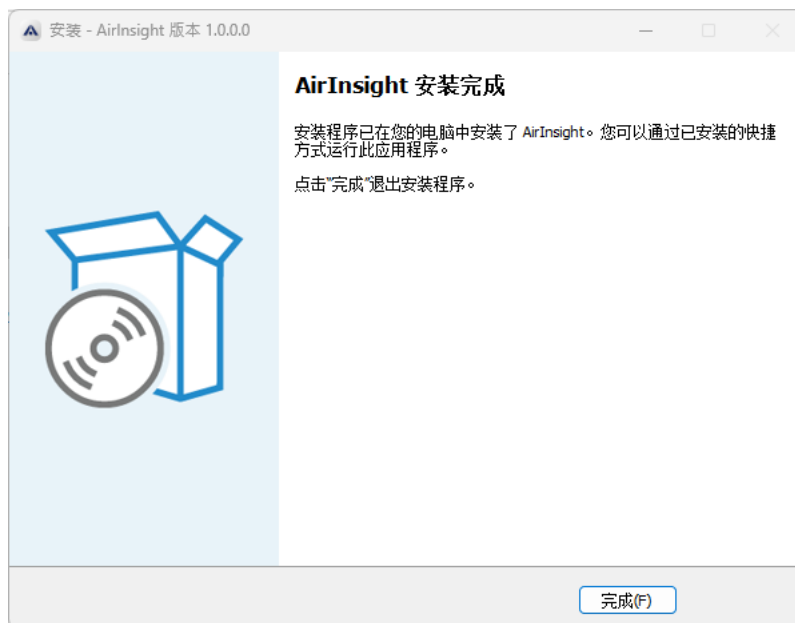 安装 - AirInsight 版本 1.0.0.0
AirInsight 安装完成
安装程序已在您的电脑中安装了 AirInsight。您可以通过已安装的快捷
方式运行此应用程序。
点击“完成”退出安装程序。
完成(F)